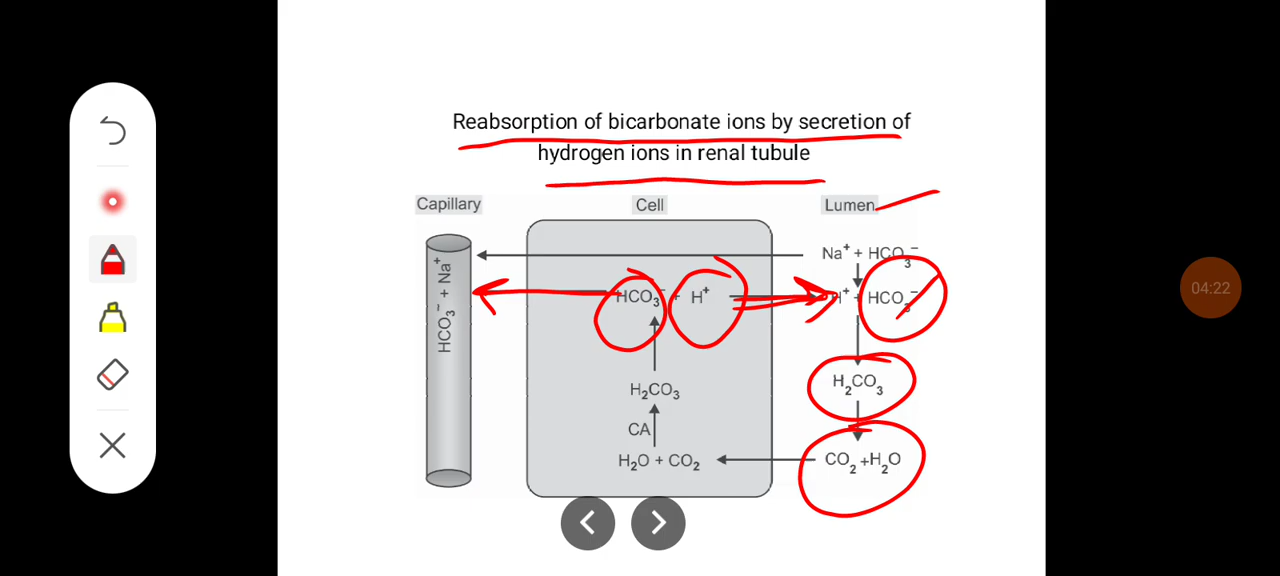 Reabsorption of bicarbonate ions by secretion of
hydrogen ions in renal tubule
Capillary
Cell
Lumen
Na⁺ + HCO₃⁻
HCO₃⁻ + H⁺
H⁺ + HCO₃⁻
HCO₃⁻ + Na⁺
H₂CO₃
H₂CO₃
CA
H₂O + CO₂
CO₂ +H₂O
04:22